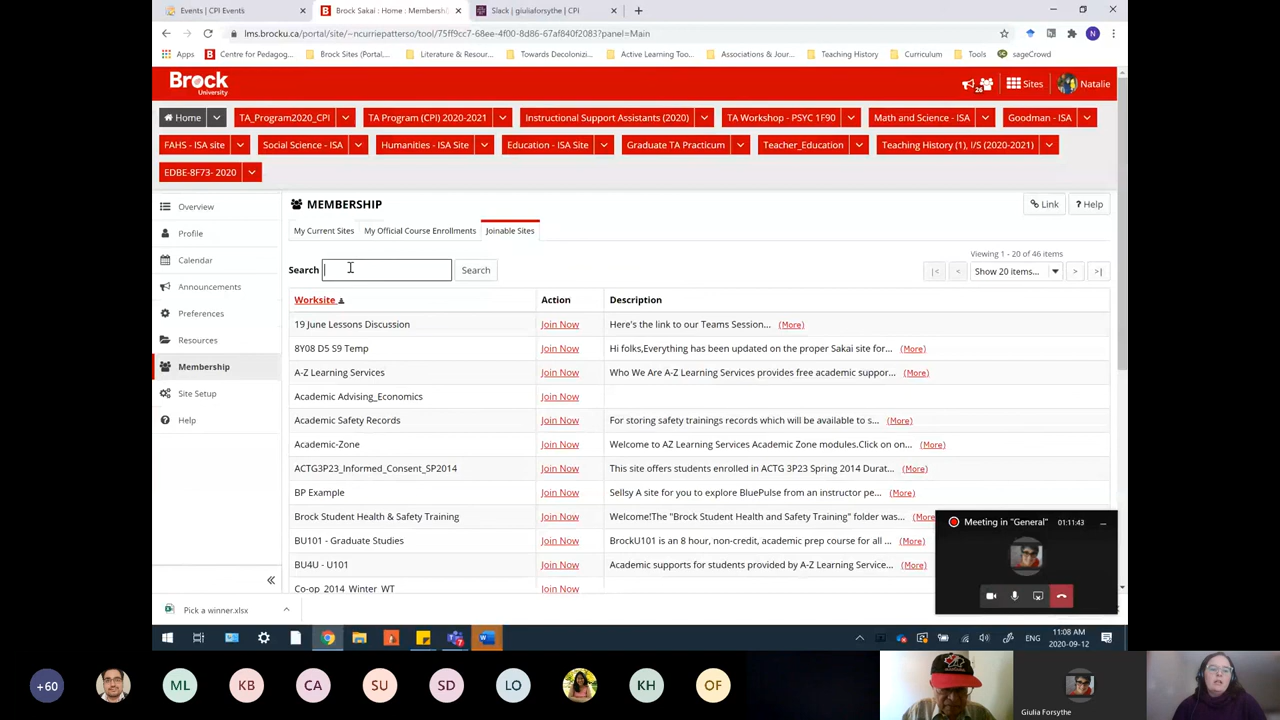 Events | CPI Events
Brock Sakai : Home : Membershi
Slack | giuliaforsythe | CPI
lms.brocku.ca/portal/site/~ncurriepatterso/tool/75ff9cc7-68ee-4f00-8d86-67af840f2083?panel=Main
N
Apps
Centre for Pedagog...
Brock Sites (Portal,...
Literature & Resour...
Towards Decolonizi...
Active Learning Too...
Associations & Jour...
Teaching History
Curriculum
Tools
sageCrowd
Brock
University
26
Sites
Natalie
Home
TA_Program2020_CPI
TA Program (CPI) 2020-2021
Instructional Support Assistants (2020)
TA Workshop - PSYC 1F90
Math and Science - ISA
Goodman - ISA
FAHS - ISA site
Social Science - ISA
Humanities - ISA Site
Education - ISA Site
Graduate TA Practicum
Teacher_Education
Teaching History (1), I/S (2020-2021)
EDBE-8F73- 2020
Overview
Profile
Calendar
Announcements
Preferences
Resources
Membership
Site Setup
Help
MEMBERSHIP
Link
? Help
My Current Sites
My Official Course Enrollments
Joinable Sites
Viewing 1 - 20 of 46 items
Search
Search
|<
<
Show 20 items...
>
>|
Worksite Action Description
19 June Lessons Discussion Join Now Here's the link to our Teams Session... (More)
8Y08 D5 S9 Temp Join Now Hi folks,Everything has been updated on the proper Sakai site for... (More)
A-Z Learning Services Join Now Who We Are A-Z Learning Services provides free academic suppor... (More)
Academic Advising_Economics Join Now
Academic Safety Records Join Now For storing safety trainings records which will be available to s... (More)
Academic-Zone Join Now Welcome to AZ Learning Services Academic Zone modules.Click on on... (More)
ACTG3P23_Informed_Consent_SP2014 Join Now This site offers students enrolled in ACTG 3P23 Spring 2014 Durat... (More)
BP Example Join Now Sellsy A site for you to explore BluePulse from an instructor pe... (More)
Brock Student Health & Safety Training Join Now Welcome!The "Brock Student Health and Safety Training" folder was... (More
BU101 - Graduate Studies Join Now BrockU101 is an 8 hour, non-credit, academic prep course for all ... (More)
BU4U - U101 Join Now Academic supports for students provided by A-Z Learning Service... (More)
Co-op_2014_Winter_WT Join Now
Meeting in "General" 01:11:43
Pick a winner.xlsx
ENG
11:08 AM
2020-09-12
+60
ML
KB
CA
SU
SD
LO
KH
OF
Giulia Forsythe